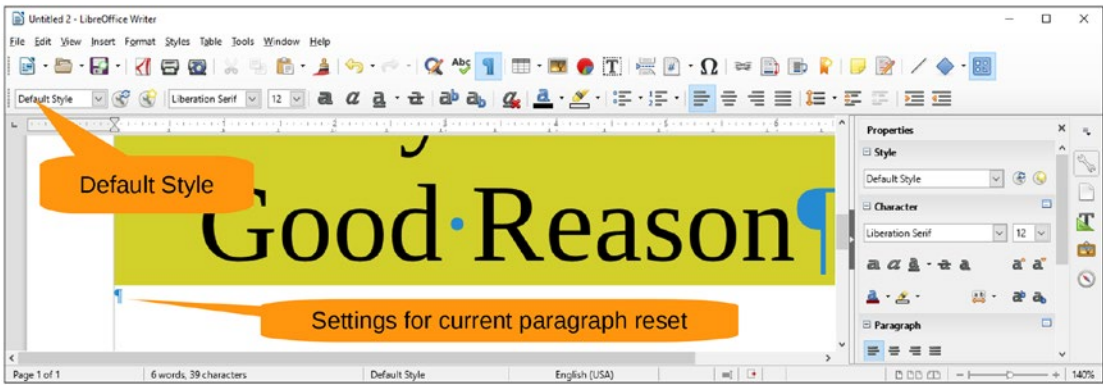 Untitled 2 - LibreOffice Writer
File Edit View Insert Format Styles Table Tools Window Help
Default Style Liberation Serif 12
Properties
Style
Default Style
Default Style
Character
Good·Reason¶
Liberation Serif 12
¶
Settings for current paragraph reset
Paragraph
Page 1 of 1 6 words, 39 characters Default Style English (USA) 140%